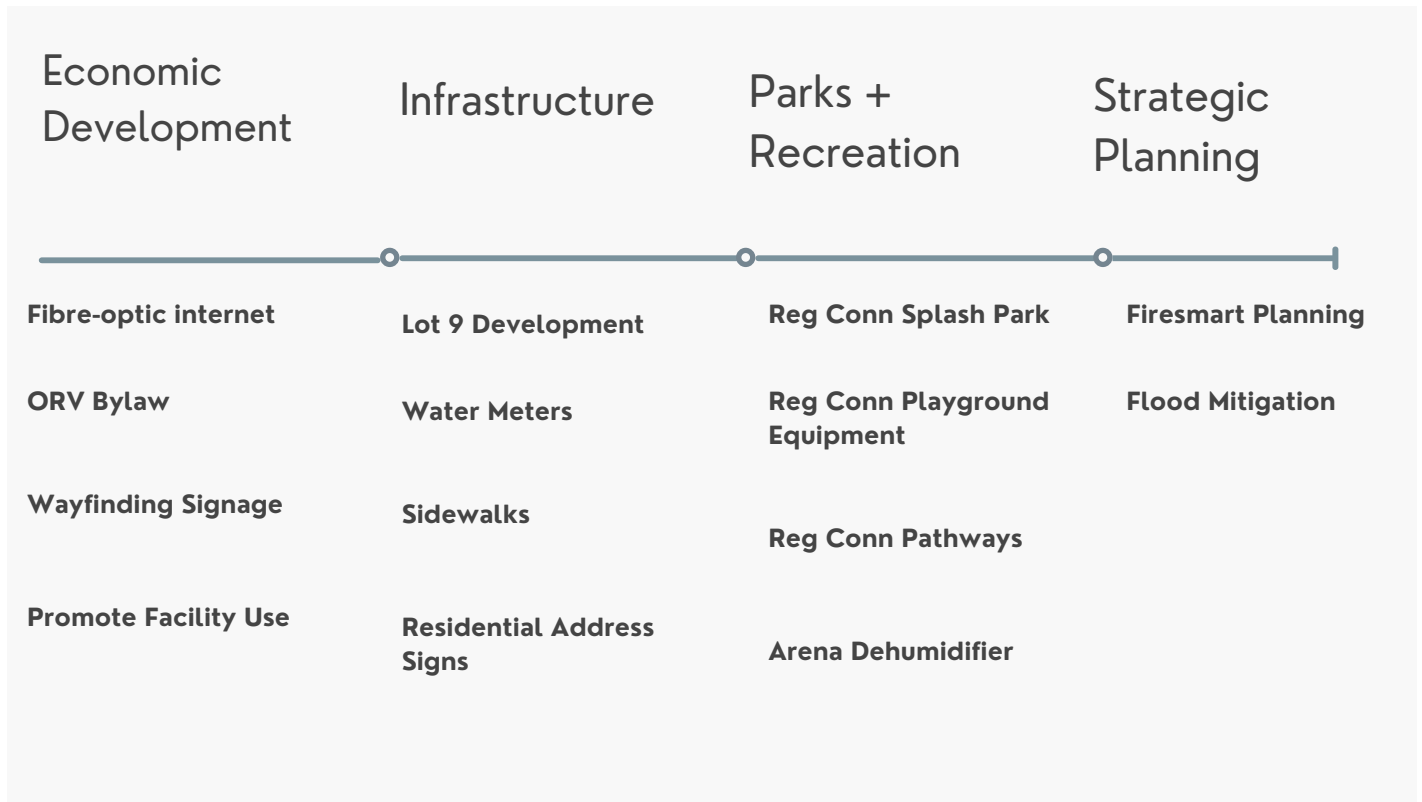 Economic
Development
Infrastructure
Parks +
Recreation
Strategic
Planning
Fibre-optic internet
ORV Bylaw
Wayfinding Signage
Promote Facility Use
Lot 9 Development
Water Meters
Sidewalks
Residential Address
Signs
Reg Conn Splash Park
Reg Conn Playground
Equipment
Reg Conn Pathways
Arena Dehumidifier
Firesmart Planning
Flood Mitigation